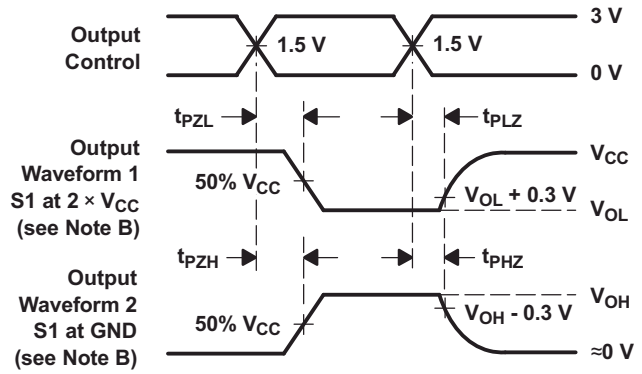 Output
Control
1.5 V
1.5 V
3 V
0 V
tPZL
tPLZ
Output
Waveform 1
S1 at 2 × VCC
(see Note B)
50% VCC
VCC
VOL + 0.3 V
VOL
tPZH
tPHZ
Output
Waveform 2
S1 at GND
(see Note B)
50% VCC
VOH
VOH - 0.3 V
≈0 V